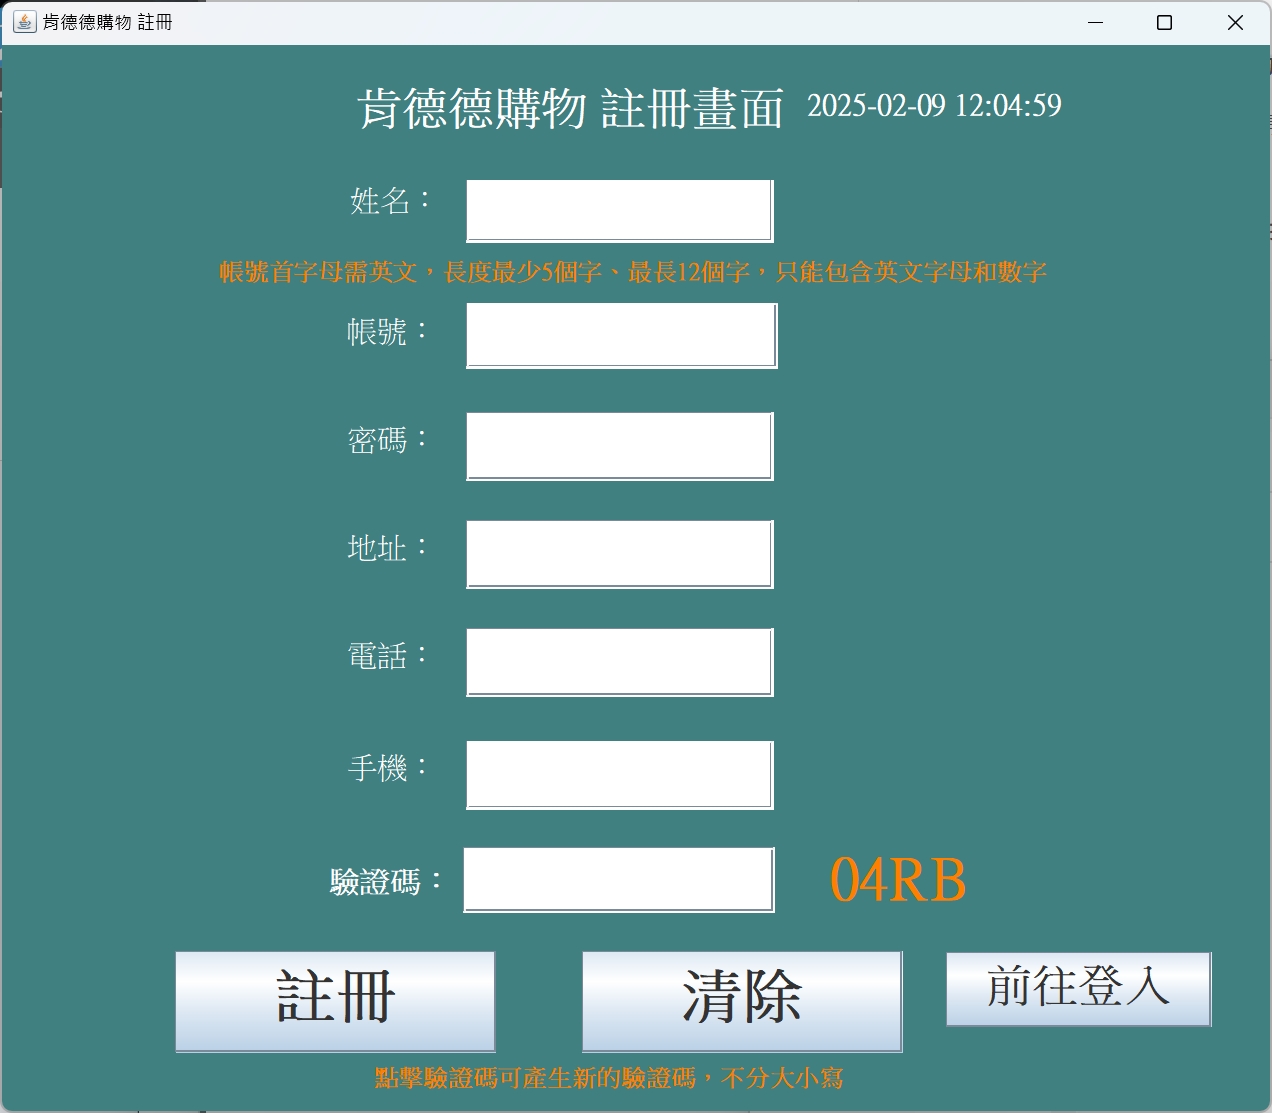 肯德德購物 註冊
肯德德購物 註冊畫面 2025-02-09 12:04:59
姓名：
帳號首字母需英文，長度最少5個字、最長12個字，只能包含英文字母和數字
帳號：
密碼：
地址：
電話：
手機：
驗證碼： 04RB
註冊 清除 前往登入
點擊驗證碼可產生新的驗證碼，不分大小寫